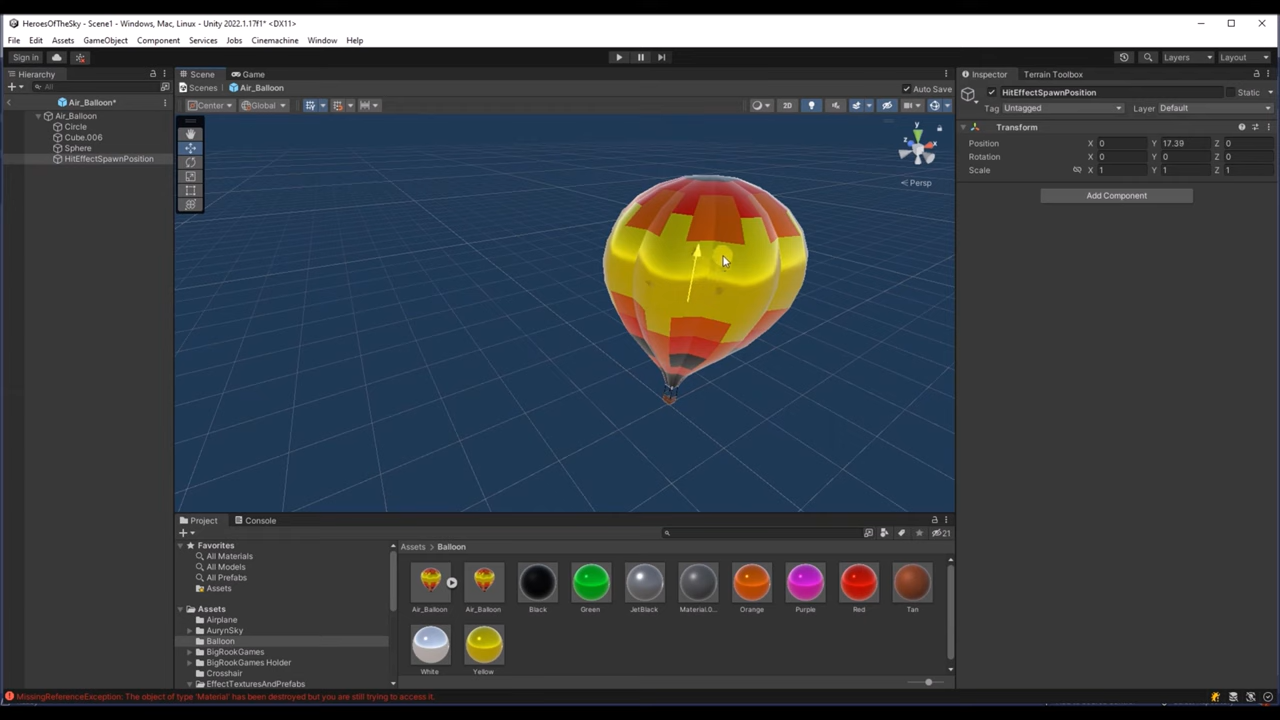 HeroesOfTheSky - Scene1 - Windows, Mac, Linux - Unity 2022.1.17f1* <DX11>
File Edit Assets GameObject Component Services Jobs Cinemachine Window Help
Sign in
Layers
Layout
Hierarchy
All
Air_Balloon*
Air_Balloon
Circle
Cube.006
Sphere
HitEffectSpawnPosition
Scene
Game
Scenes
Air_Balloon
Auto Save
Center
Global
2D
y
x
z
Persp
Inspector
Terrain Toolbox
HitEffectSpawnPosition
Static
Tag Untagged
Layer Default
Transform
Position X 0 Y 17.39 Z 0
Rotation X 0 Y 0 Z 0
Scale X 1 Y 1 Z 1
Add Component
Project
Console
21
Favorites
All Materials
All Models
All Prefabs
Assets
Assets
Airplane
AurynSky
Balloon
BigRookGames
BigRookGames Holder
Crosshair
EffectTexturesAndPrefabs
Assets > Balloon
Air_Balloon
Air_Balloon
Black
Green
JetBlack
Material.0...
Orange
Purple
Red
Tan
White
Yellow
MissingReferenceException: The object of type 'Material' has been destroyed but you are still trying to access it.